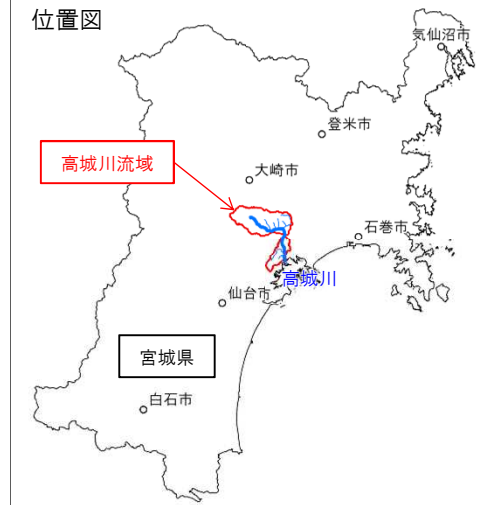 位置図
気仙沼市
登米市
高城川流域
大崎市
石巻市
高城川
仙台市
宮城県
白石市